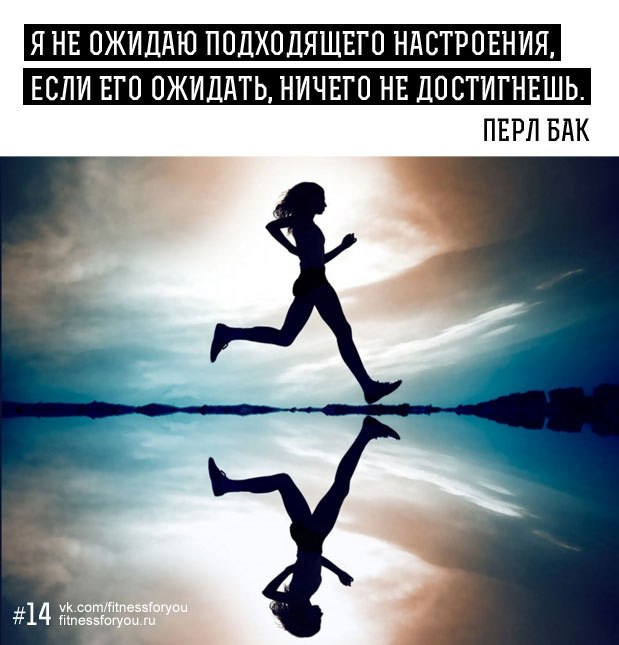 Я НЕ ОЖИДАЮ ПОДХОДЯЩЕГО НАСТРОЕНИЯ,
ЕСЛИ ЕГО ОЖИДАТЬ, НИЧЕГО НЕ ДОСТИГНЕШЬ.
ПЕРЛ БАК
#14 vk.com/fitnessforyou
fitnessforyou.ru